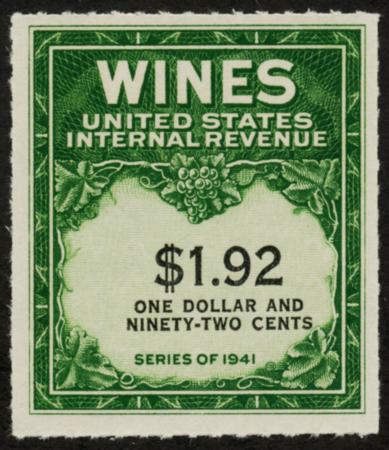 WINES
UNITED STATES
INTERNAL REVENUE
$1.92
ONE DOLLAR AND
NINETY-TWO CENTS
SERIES OF 1941